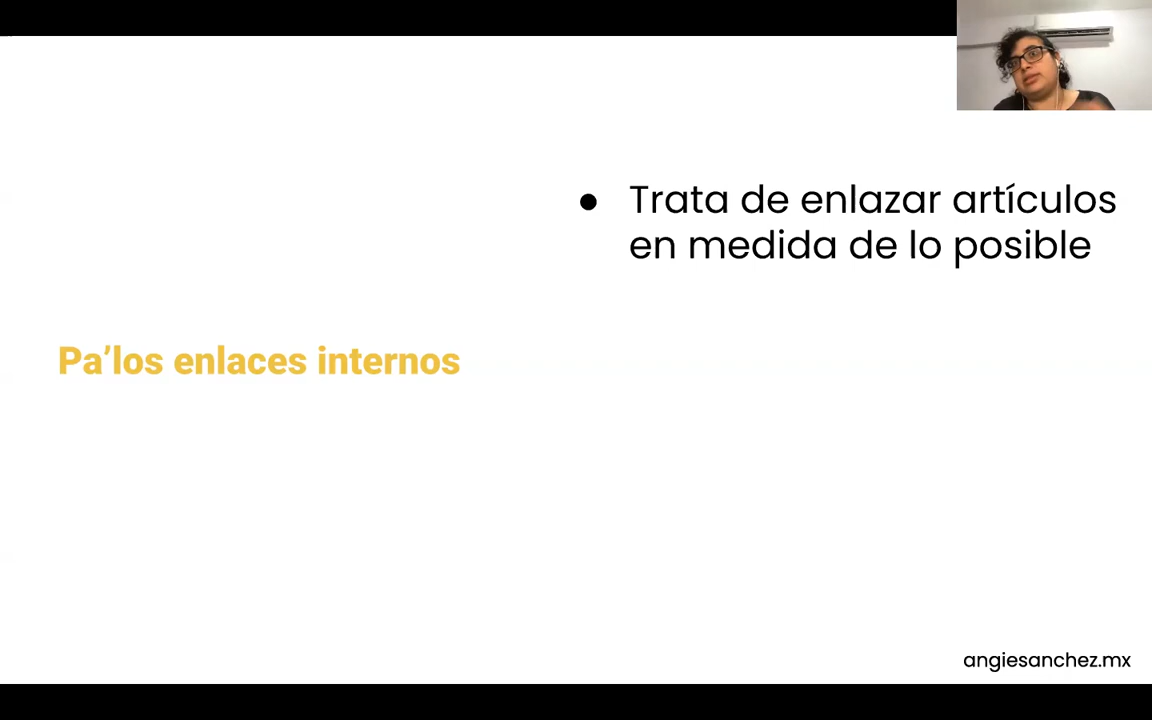 Pa’los enlaces internos
● Trata de enlazar artículos
en medida de lo posible
angiesanchez.mx